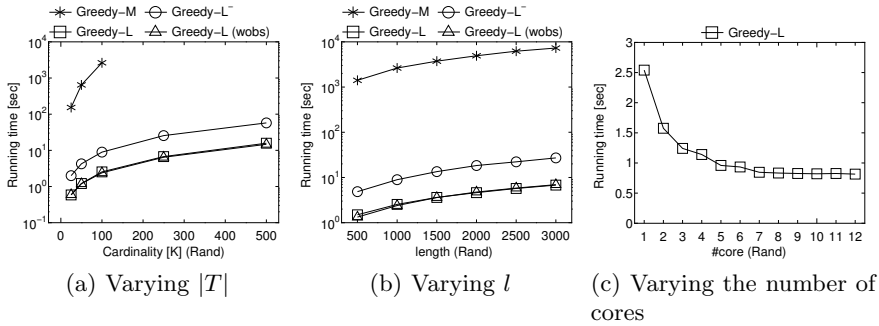 Greedy-M Greedy-L⁻
Greedy-L Greedy-L (wobs)
10⁴
10³
10²
10¹
10⁰
10⁻¹
Running time [sec]
0 100 200 300 400 500
Cardinality [K] (Rand)
(a) Varying |T|
Greedy-M Greedy-L⁻
Greedy-L Greedy-L (wobs)
10⁴
10³
10²
10¹
10⁰
Running time [sec]
500 1000 1500 2000 2500 3000
length (Rand)
(b) Varying l
Greedy-L
3
2.5
2
1.5
1
0.5
0
Running time [sec]
1 2 3 4 5 6 7 8 9 10 11 12
#core (Rand)
(c) Varying the number of
cores